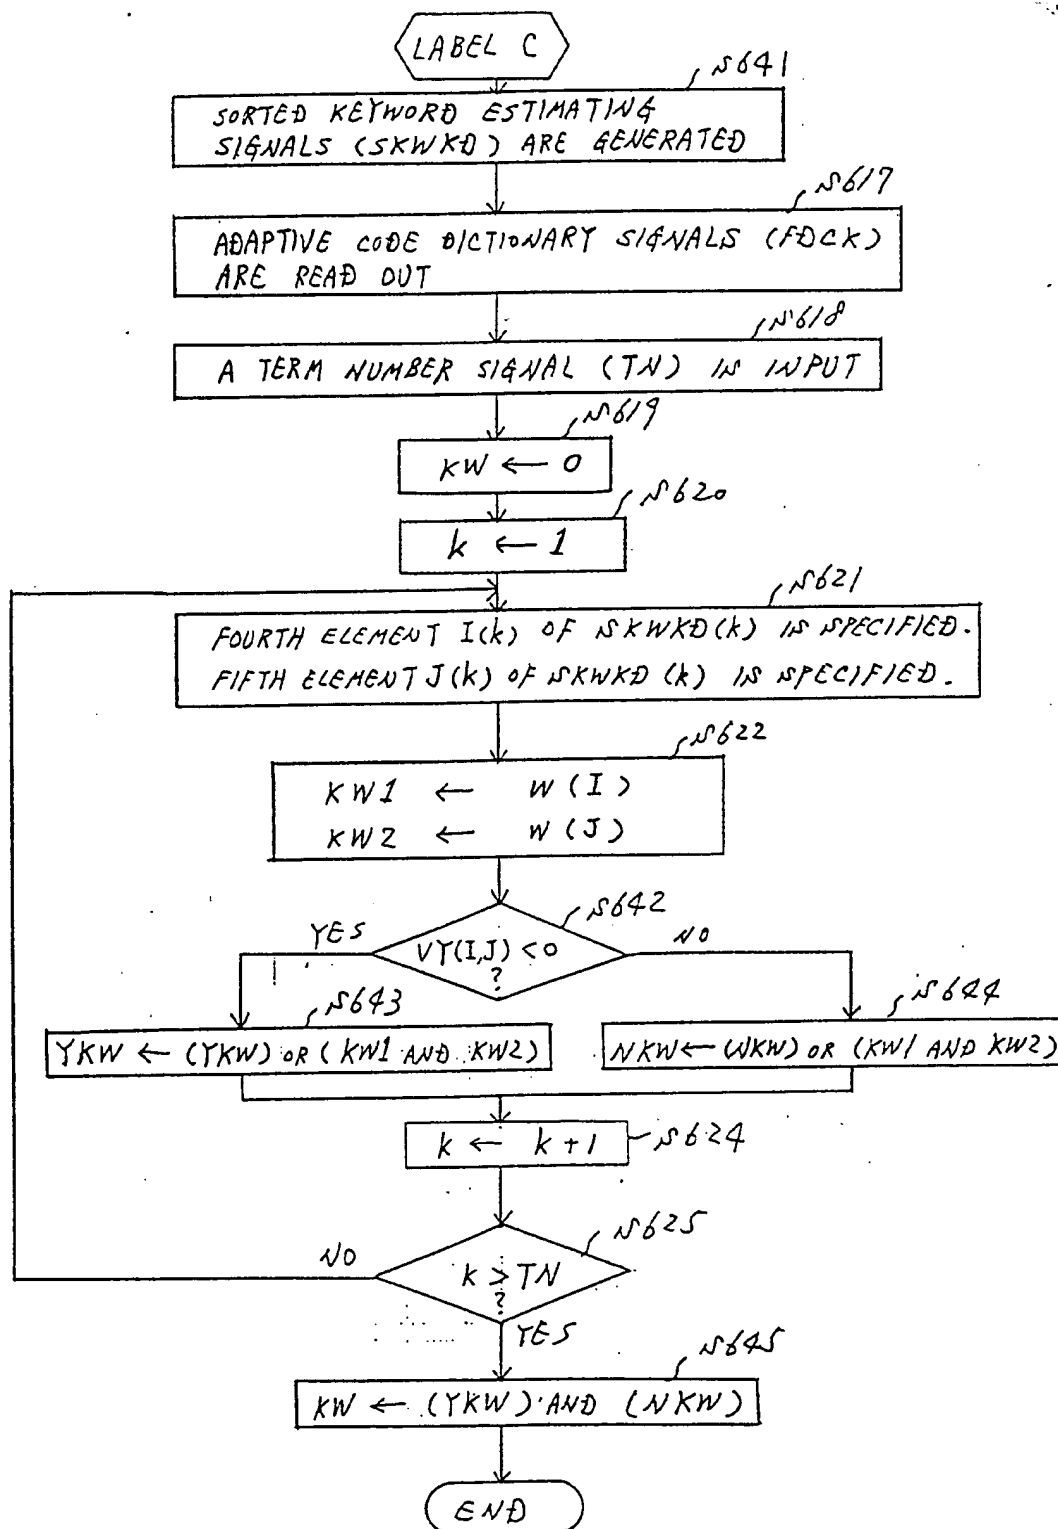 LABEL C
S641
SORTED KEYWORD ESTIMATING
SIGNALS (SKWKD) ARE GENERATED
S617
ADAPTIVE CODE DICTIONARY SIGNALS (FDCK)
ARE READ OUT
S618
A TERM NUMBER SIGNAL (TN) IS INPUT
S619
KW ← 0
S620
k ← 1
S621
FOURTH ELEMENT I(k) OF SKWKD(k) IS SPECIFIED.
FIFTH ELEMENT J(k) OF SKWKD(k) IS SPECIFIED.
S622
KW1 ← W(I)
KW2 ← W(J)
S642
YES
VY(I,J) < 0
?
NO
S643
YKW ← (YKW) OR (KW1 AND KW2)
S644
NKW ← (NKW) OR (KW1 AND KW2)
k ← k+1
S624
S625
NO
k > TN
?
YES
S645
KW ← (YKW) AND (NKW)
END